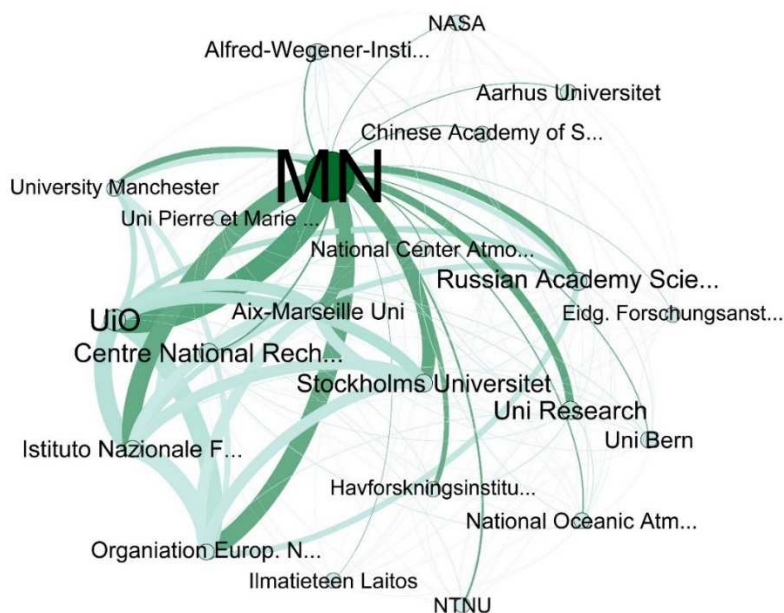 NASA
Alfred-Wegener-Insti...
Aarhus Universitet
Chinese Academy of S...
MN
University Manchester
Uni Pierre et Marie ...
National Center Atmo...
Russian Academy Scie...
UiO
Aix-Marseille Uni
Eidg. Forschungsanst...
Centre National Rech...
Stockholms Universitet
Uni Research
Uni Bern
Istituto Nazionale F...
Havforskningsinstitu...
National Oceanic Atm...
Organiation Europ. N...
Ilmatieteen Laitos
NTNU